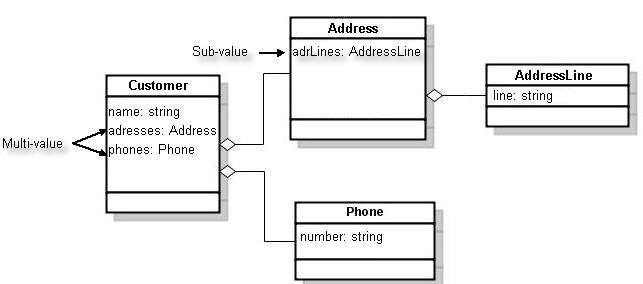 Address
Sub-value
adrLines: AddressLine
AddressLine
line: string
Customer
name: string
adresses: Address
phones: Phone
Multi-value
Phone
number: string